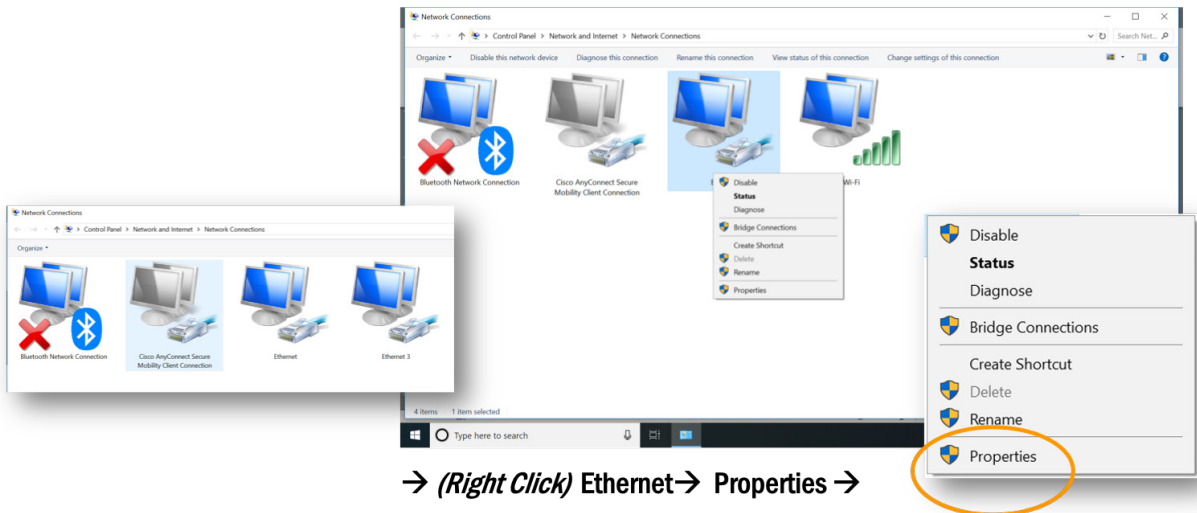 Network Connections
Control Panel > Network and Internet > Network Connections
Search Net...
Organize
Disable this network device
Diagnose this connection
Rename this connection
View status of this connection
Change settings of this connection
Bluetooth Network Connection
Cisco AnyConnect Secure
Mobility Client Connection
E
Wi-Fi
Disable
Status
Diagnose
Bridge Connections
Create Shortcut
Delete
Rename
Properties
4 items
1 item selected
Type here to search
Network Connections
Control Panel > Network and Internet > Network Connections
Organize
Bluetooth Network Connection
Cisco AnyConnect Secure
Mobility Client Connection
Ethernet
Ethernet 3
Disable
Status
Diagnose
Bridge Connections
Create Shortcut
Delete
Rename
Properties
→ (Right Click) Ethernet→ Properties →